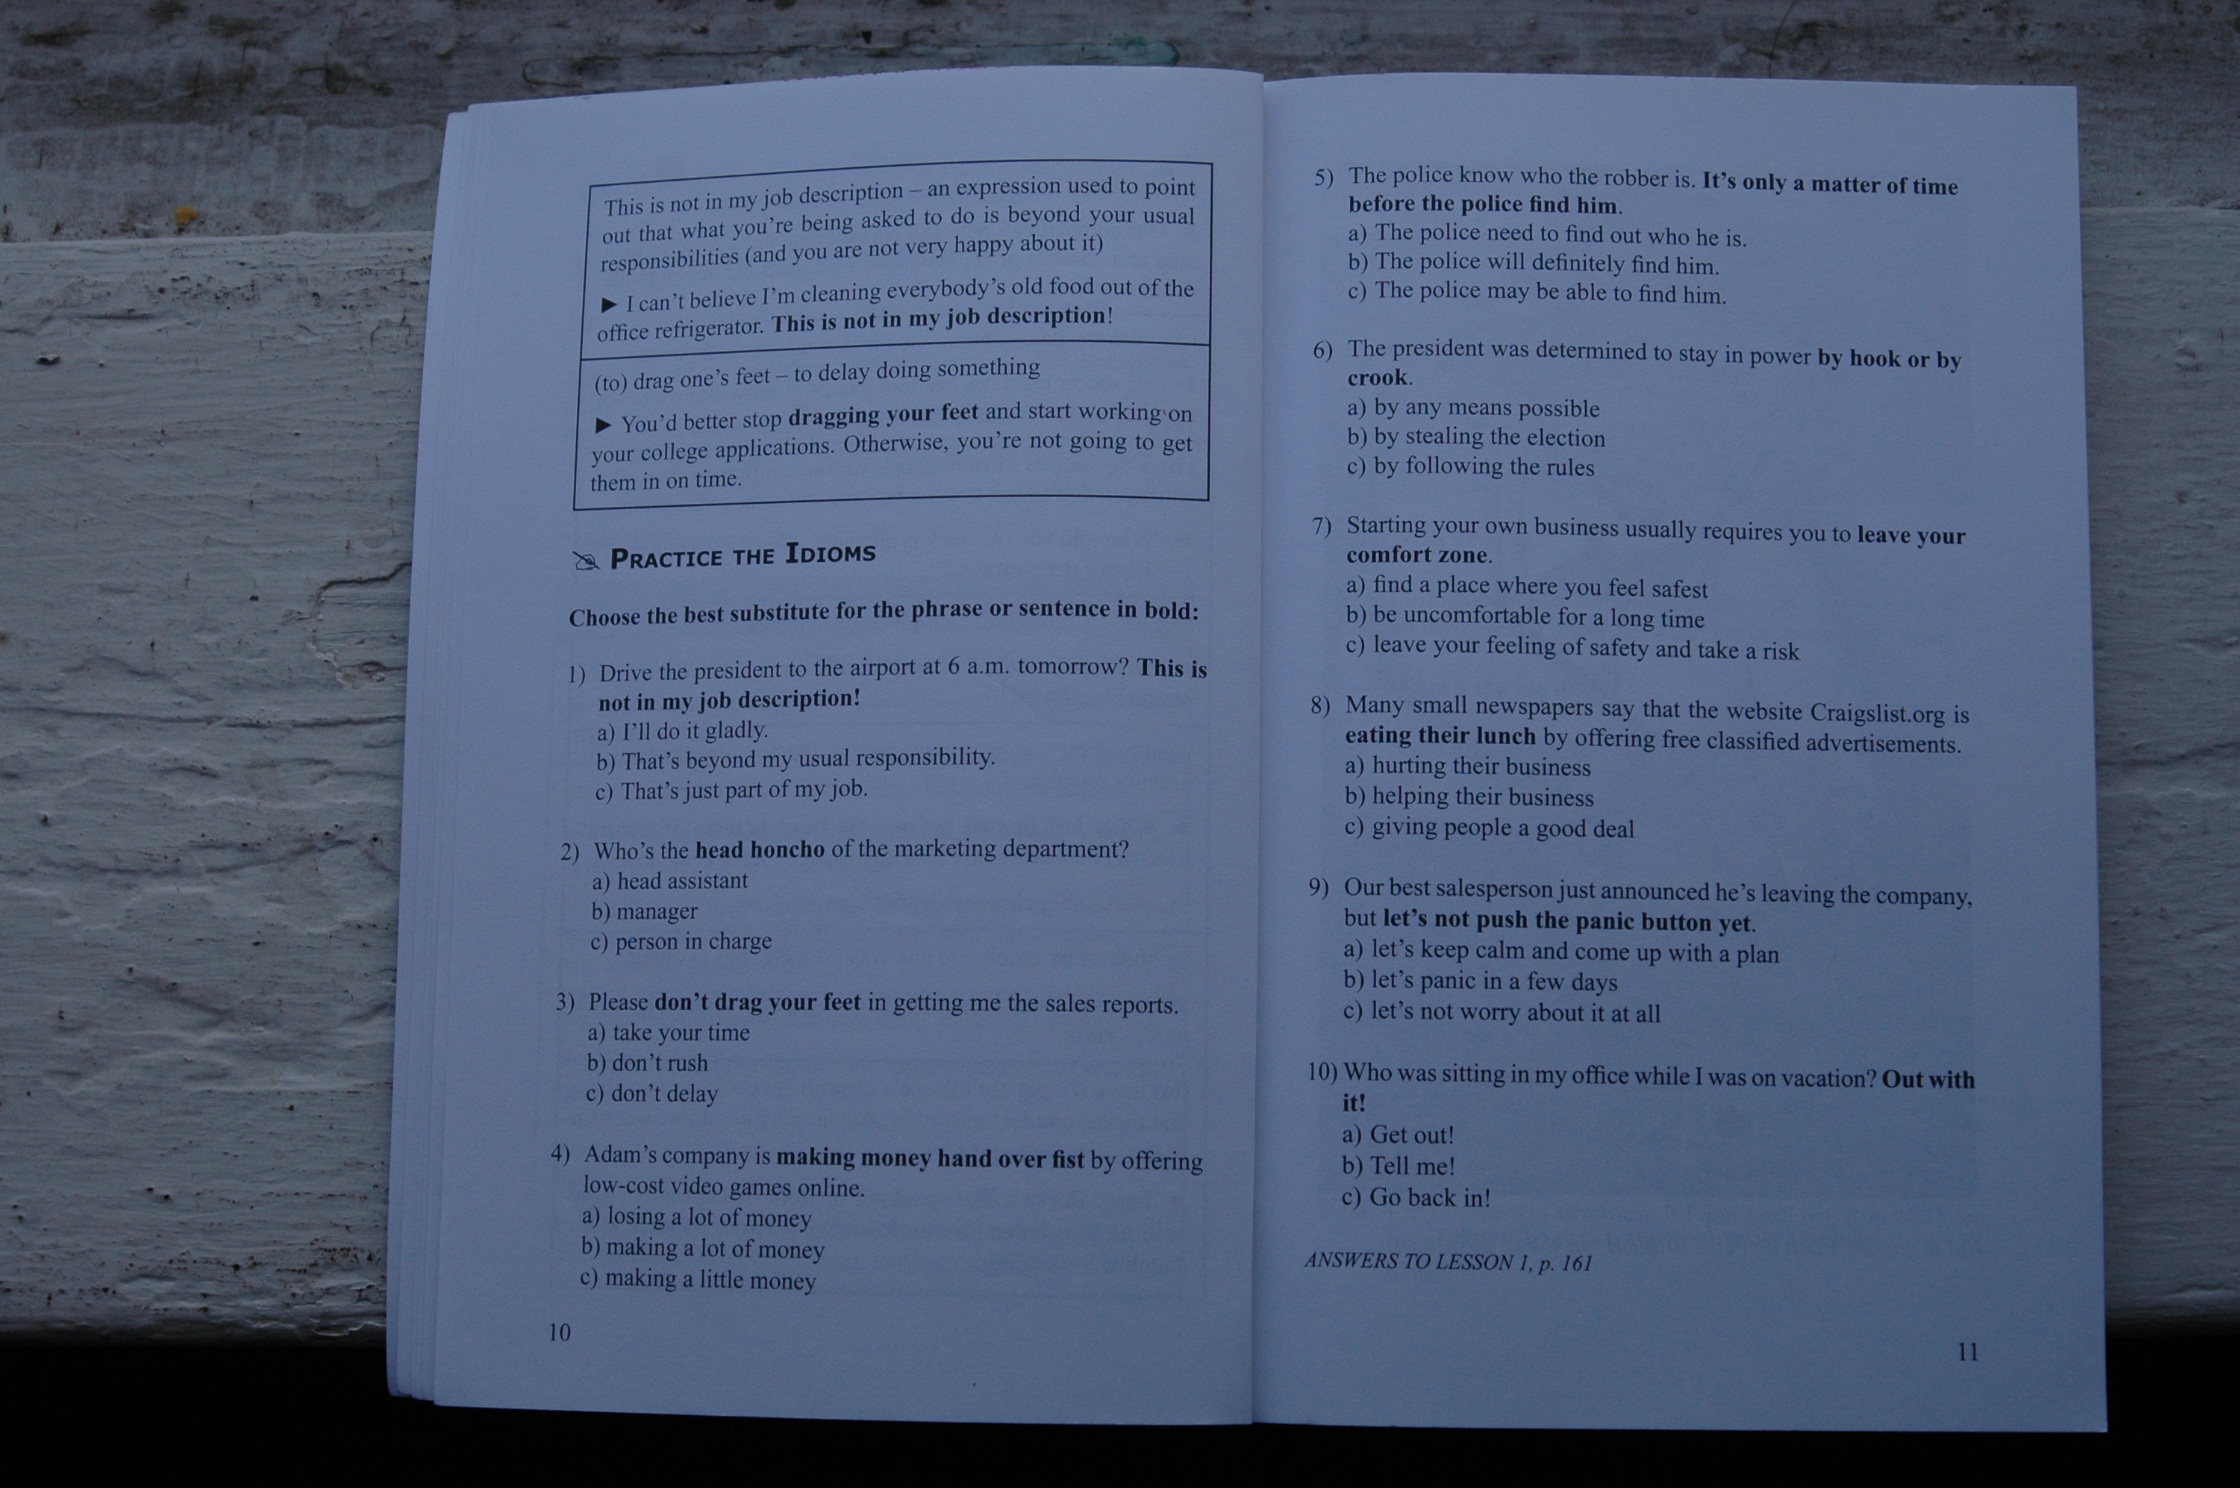 This is not in my job description – an expression used to point
out that what you're being asked to do is beyond your usual
responsibilities (and you are not very happy about it)
► I can't believe I'm cleaning everybody's old food out of the
office refrigerator. This is not in my job description!
(to) drag one's feet – to delay doing something
► You'd better stop dragging your feet and start working on
your college applications. Otherwise, you're not going to get
them in on time.
PRACTICE THE IDIOMS
Choose the best substitute for the phrase or sentence in bold:
1) Drive the president to the airport at 6 a.m. tomorrow? This is
not in my job description!
a) I'll do it gladly.
b) That's beyond my usual responsibility.
c) That's just part of my job.
2) Who's the head honcho of the marketing department?
a) head assistant
b) manager
c) person in charge
3) Please don't drag your feet in getting me the sales reports.
a) take your time
b) don't rush
c) don't delay
4) Adam's company is making money hand over fist by offering
low-cost video games online.
a) losing a lot of money
b) making a lot of money
c) making a little money
10
5) The police know who the robber is. It's only a matter of time
before the police find him.
a) The police need to find out who he is.
b) The police will definitely find him.
c) The police may be able to find him.
6) The president was determined to stay in power by hook or by
crook.
a) by any means possible
b) by stealing the election
c) by following the rules
7) Starting your own business usually requires you to leave your
comfort zone.
a) find a place where you feel safest
b) be uncomfortable for a long time
c) leave your feeling of safety and take a risk
8) Many small newspapers say that the website Craigslist.org is
eating their lunch by offering free classified advertisements.
a) hurting their business
b) helping their business
c) giving people a good deal
9) Our best salesperson just announced he's leaving the company,
but let's not push the panic button yet.
a) let's keep calm and come up with a plan
b) let's panic in a few days
c) let's not worry about it at all
10) Who was sitting in my office while I was on vacation? Out with
it!
a) Get out!
b) Tell me!
c) Go back in!
ANSWERS TO LESSON 1, p. 161
11